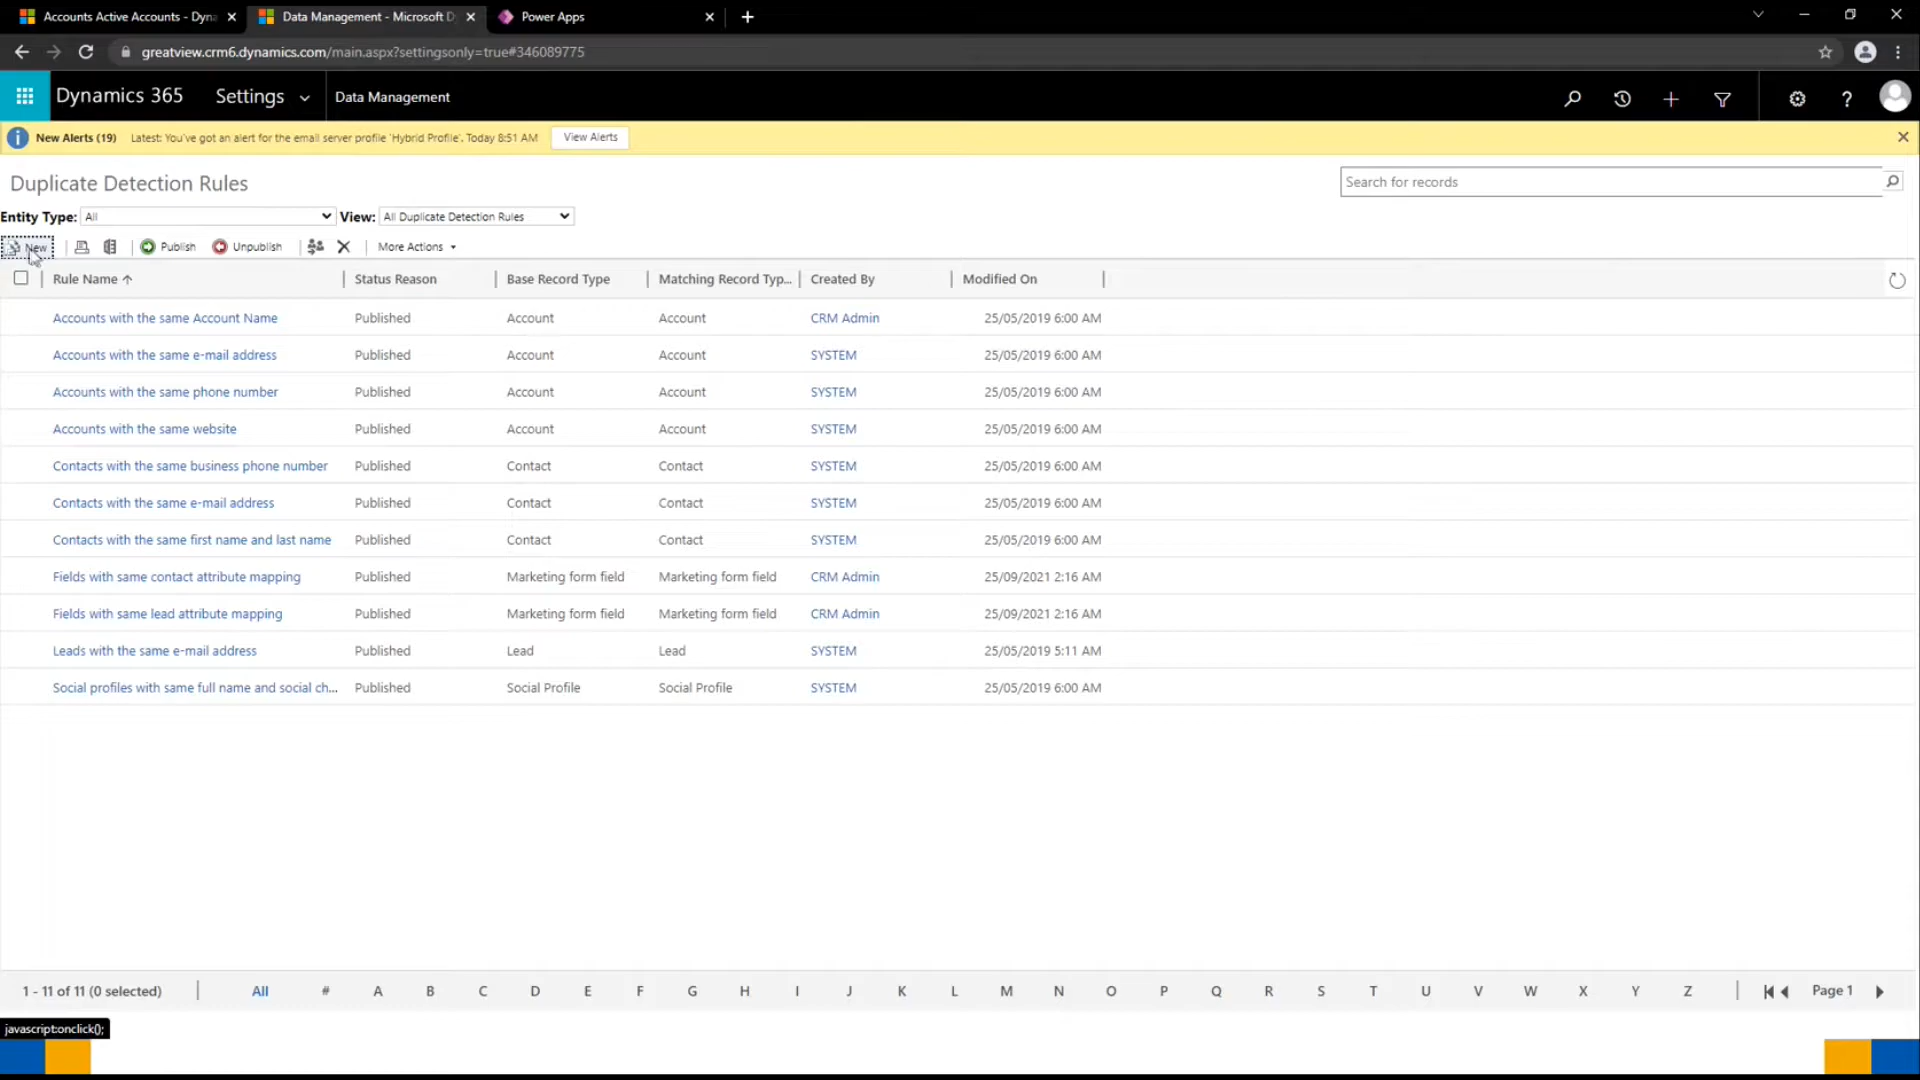 Accounts Active Accounts - Dyna
Data Management - Microsoft D
Power Apps
greatview.crm6.dynamics.com/main.aspx?settingsonly=true#346089775
Dynamics 365
Settings
Data Management
New Alerts (19)
Latest: You've got an alert for the email server profile 'Hybrid Profile', Today 8:51 AM
View Alerts
Duplicate Detection Rules
Search for records
Entity Type:
All
View:
All Duplicate Detection Rules
New
Publish
Unpublish
More Actions
Rule Name
Status Reason
Base Record Type
Matching Record Typ...
Created By
Modified On
Accounts with the same Account Name Published Account Account CRM Admin 25/05/2019 6:00 AM
Accounts with the same e-mail address Published Account Account SYSTEM 25/05/2019 6:00 AM
Accounts with the same phone number Published Account Account SYSTEM 25/05/2019 6:00 AM
Accounts with the same website Published Account Account SYSTEM 25/05/2019 6:00 AM
Contacts with the same business phone number Published Contact Contact SYSTEM 25/05/2019 6:00 AM
Contacts with the same e-mail address Published Contact Contact SYSTEM 25/05/2019 6:00 AM
Contacts with the same first name and last name Published Contact Contact SYSTEM 25/05/2019 6:00 AM
Fields with same contact attribute mapping Published Marketing form field Marketing form field CRM Admin 25/09/2021 2:16 AM
Fields with same lead attribute mapping Published Marketing form field Marketing form field CRM Admin 25/09/2021 2:16 AM
Leads with the same e-mail address Published Lead Lead SYSTEM 25/05/2019 5:11 AM
Social profiles with same full name and social ch... Published Social Profile Social Profile SYSTEM 25/05/2019 6:00 AM
1 - 11 of 11 (0 selected)
All # A B C D E F G H I J K L M N O P Q R S T U V W X Y Z
Page 1
javascript:onclick();